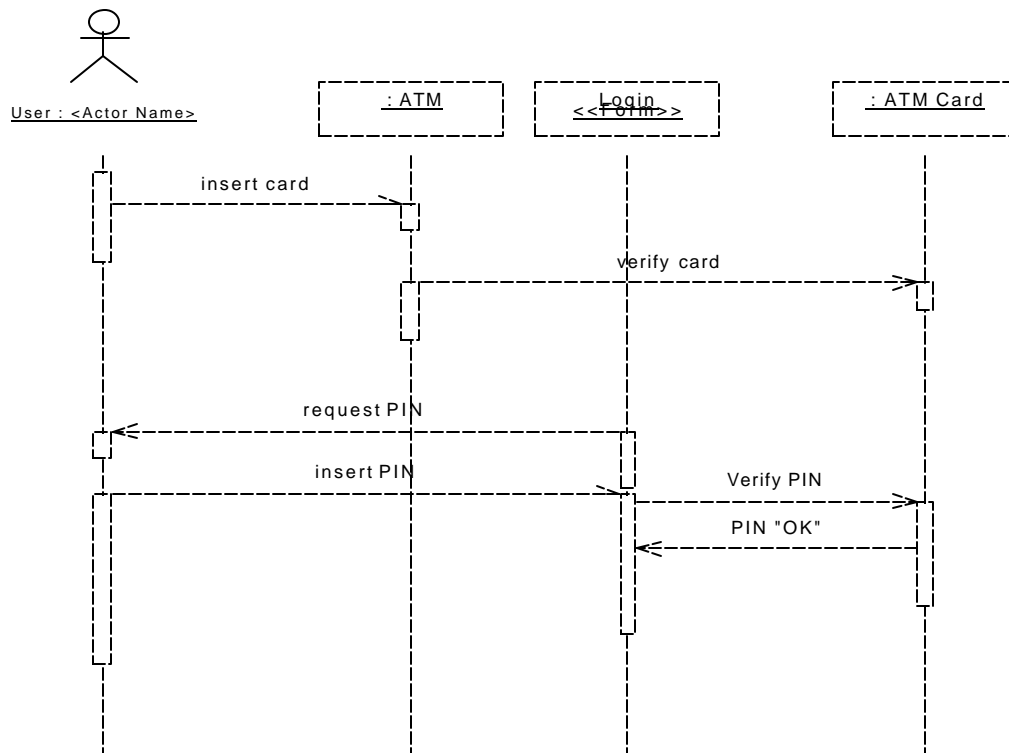 User : <Actor Name>
: ATM
Login
<<Form>>
: ATM Card
insert card
verify card
request PIN
insert PIN
Verify PIN
PIN "OK"